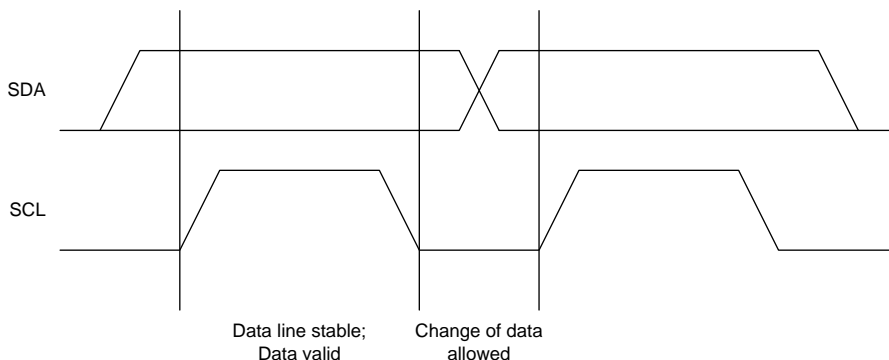 SDA
SCL
Data line stable;
Data valid
Change of data
allowed